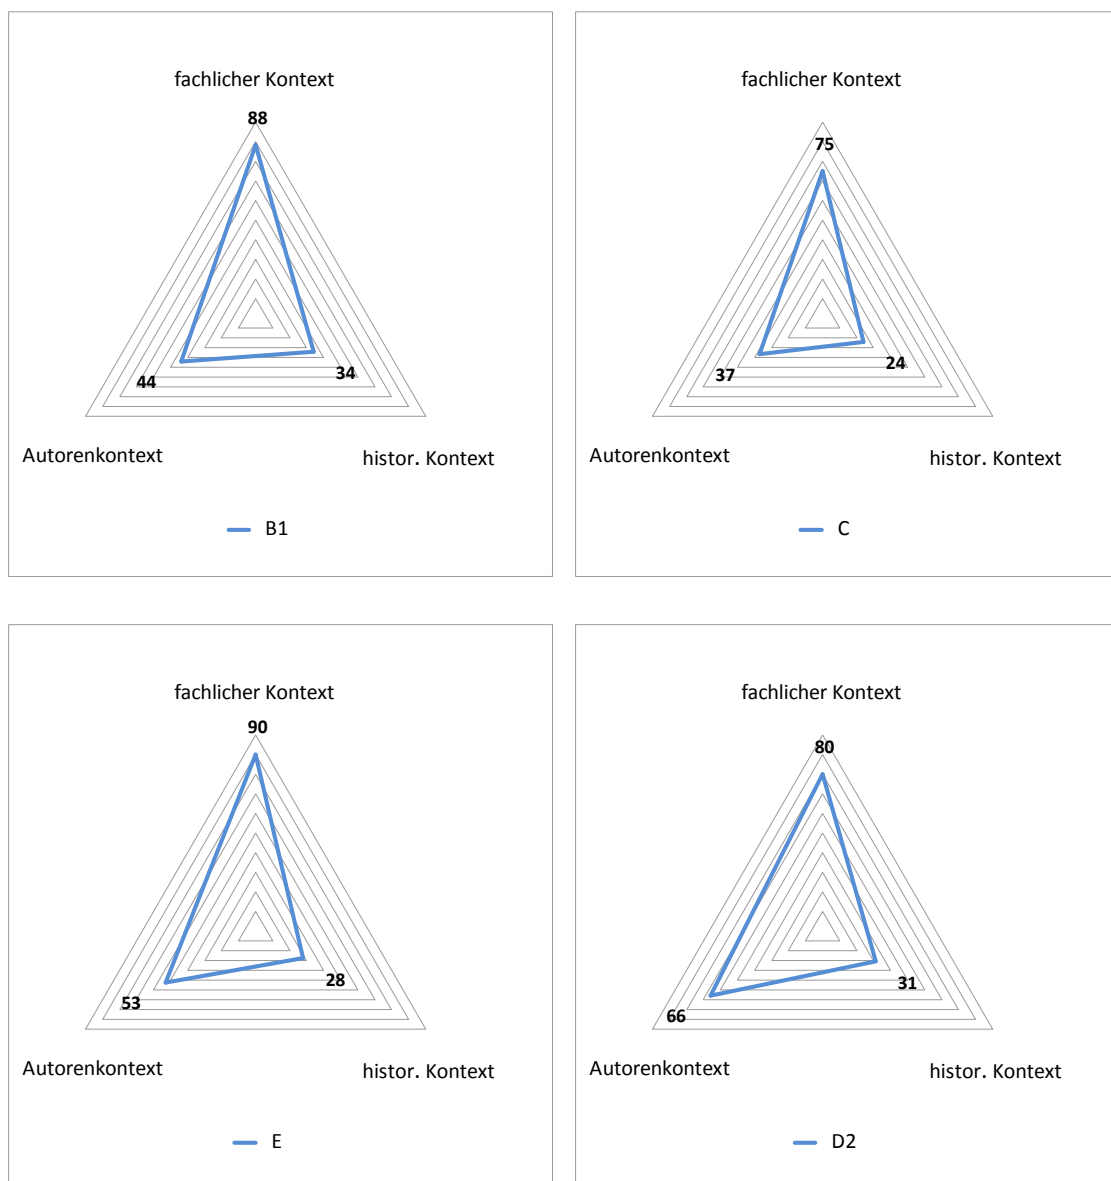 fachlicher Kontext
88
34
44
Autorenkontext
histor. Kontext
B1
fachlicher Kontext
75
24
37
Autorenkontext
histor. Kontext
C
fachlicher Kontext
90
28
53
Autorenkontext
histor. Kontext
E
fachlicher Kontext
80
31
66
Autorenkontext
histor. Kontext
D2